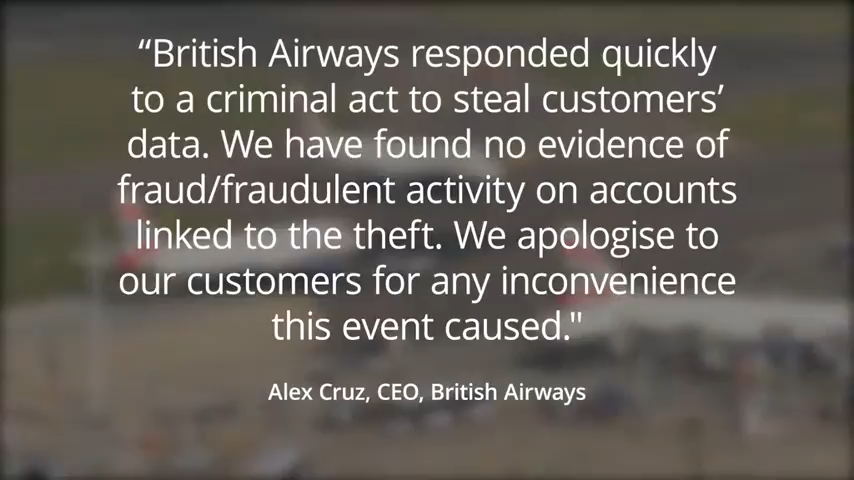 “British Airways responded quickly
to a criminal act to steal customers’
data. We have found no evidence of
fraud/fraudulent activity on accounts
linked to the theft. We apologise to
our customers for any inconvenience
this event caused."
Alex Cruz, CEO, British Airways